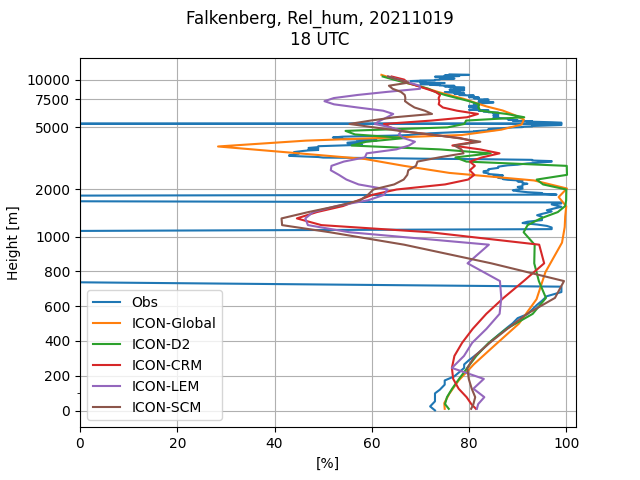 Falkenberg, Rel_hum, 20211019
18 UTC
10000
7500
5000
2000
1000
800
600
400
200
0
Height [m]
Obs
ICON-Global
ICON-D2
ICON-CRM
ICON-LEM
ICON-SCM
0 20 40 60 80 100
[%]